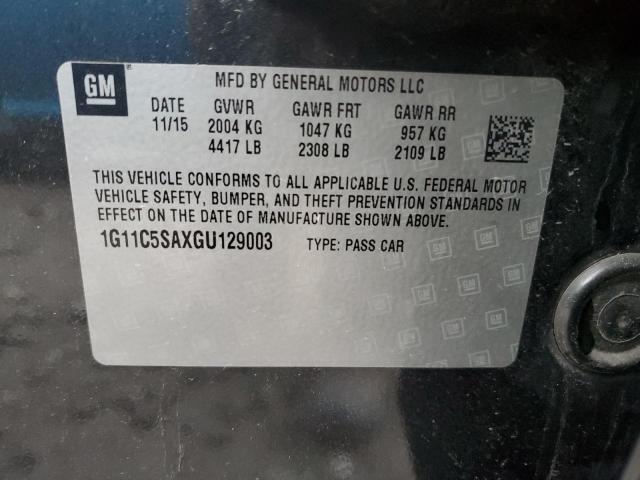 GM
MFD BY GENERAL MOTORS LLC
DATE GVWR GAWR FRT GAWR RR
11/15 2004 KG 1047 KG 957 KG
4417 LB 2308 LB 2109 LB
THIS VEHICLE CONFORMS TO ALL APPLICABLE U.S. FEDERAL MOTOR
VEHICLE SAFETY, BUMPER, AND THEFT PREVENTION STANDARDS IN
EFFECT ON THE DATE OF MANUFACTURE SHOWN ABOVE.
1G11C5SAXGU129003 TYPE: PASS CAR